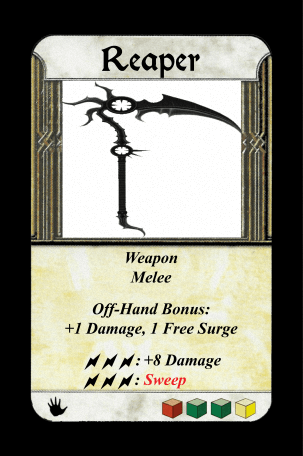 Reaper
Weapon
Melee
Off-Hand Bonus:
+1 Damage, 1 Free Surge
: +8 Damage
: Sweep